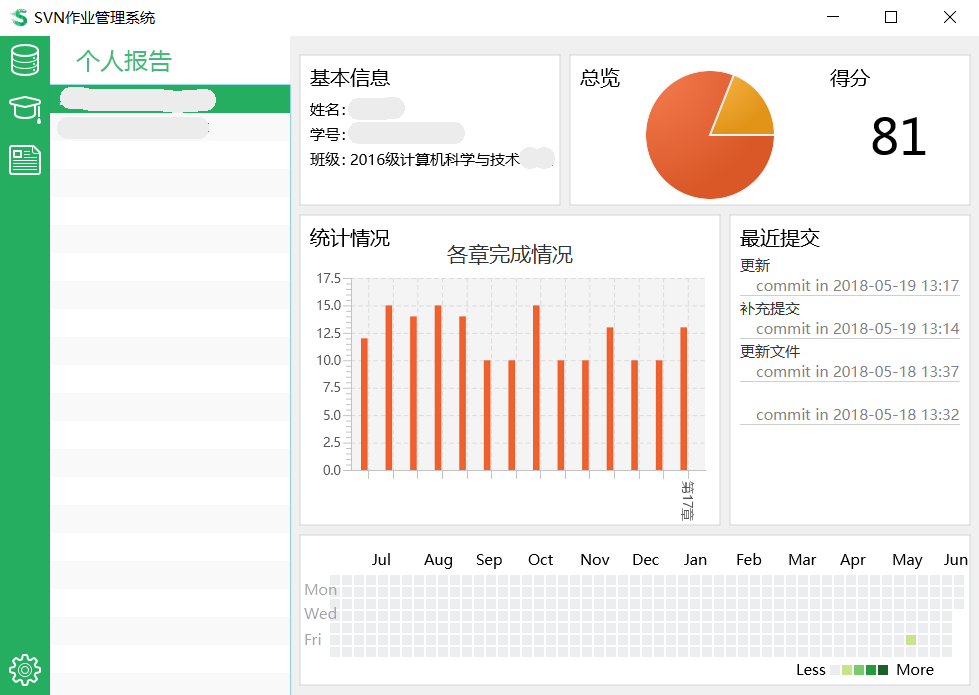 SVN作业管理系统
个人报告
基本信息
姓名:
学号:
班级: 2016级计算机科学与技术
总览
得分
81
统计情况
各章完成情况
17.5
15.0
12.5
10.0
7.5
5.0
2.5
0.0
第17章
最近提交
更新
commit in 2018-05-19 13:17
补充提交
commit in 2018-05-19 13:14
更新文件
commit in 2018-05-18 13:37
commit in 2018-05-18 13:32
Jul Aug Sep Oct Nov Dec Jan Feb Mar Apr May Jun
Mon
Wed
Fri
Less More